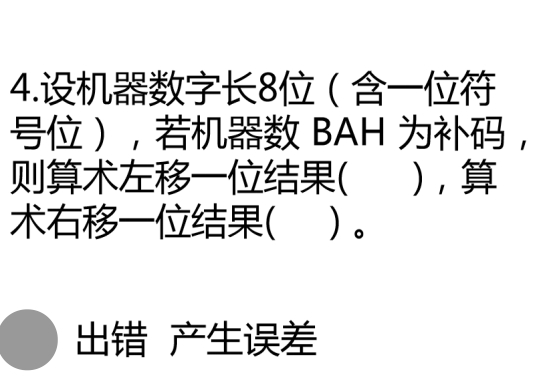 4.设机器数字长8位（含一位符
号位），若机器数 BAH 为补码，
则算术左移一位结果(     )，算
术右移一位结果(     )。
出错  产生误差